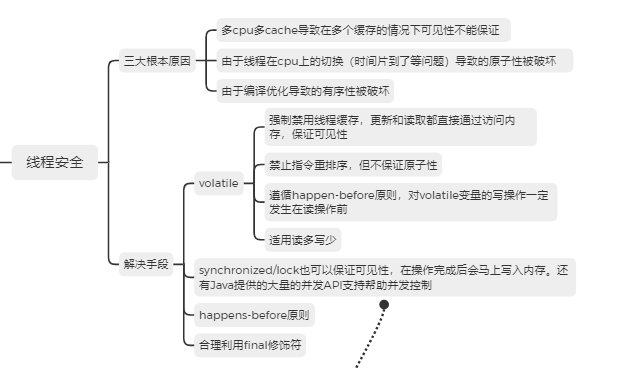 多cpu多cache导致在多个缓存的情况下可见性不能保证
三大根本原因
由于线程在cpu上的切换（时间片到了等问题）导致的原子性被破坏
由于编译优化导致的有序性被破坏
线程安全
强制禁用线程缓存，更新和读取都直接通过访问内
存，保证可见性
禁止指令重排序，但不保证原子性
volatile
遵循happen-before原则，对volatile变量的写操作一定
发生在读操作前
适用读多写少
解决手段
synchronized/lock也可以保证可见性，在操作完成后会马上写入内存。还
有Java提供的大量的并发API支持帮助并发控制
happens-before原则
合理利用final修饰符